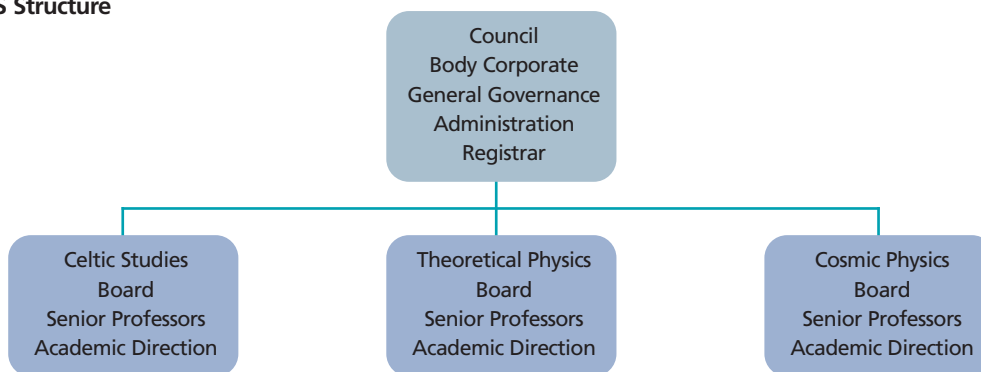 S Structure
Council
Body Corporate
General Governance
Administration
Registrar
Celtic Studies
Board
Senior Professors
Academic Direction
Theoretical Physics
Board
Senior Professors
Academic Direction
Cosmic Physics
Board
Senior Professors
Academic Direction